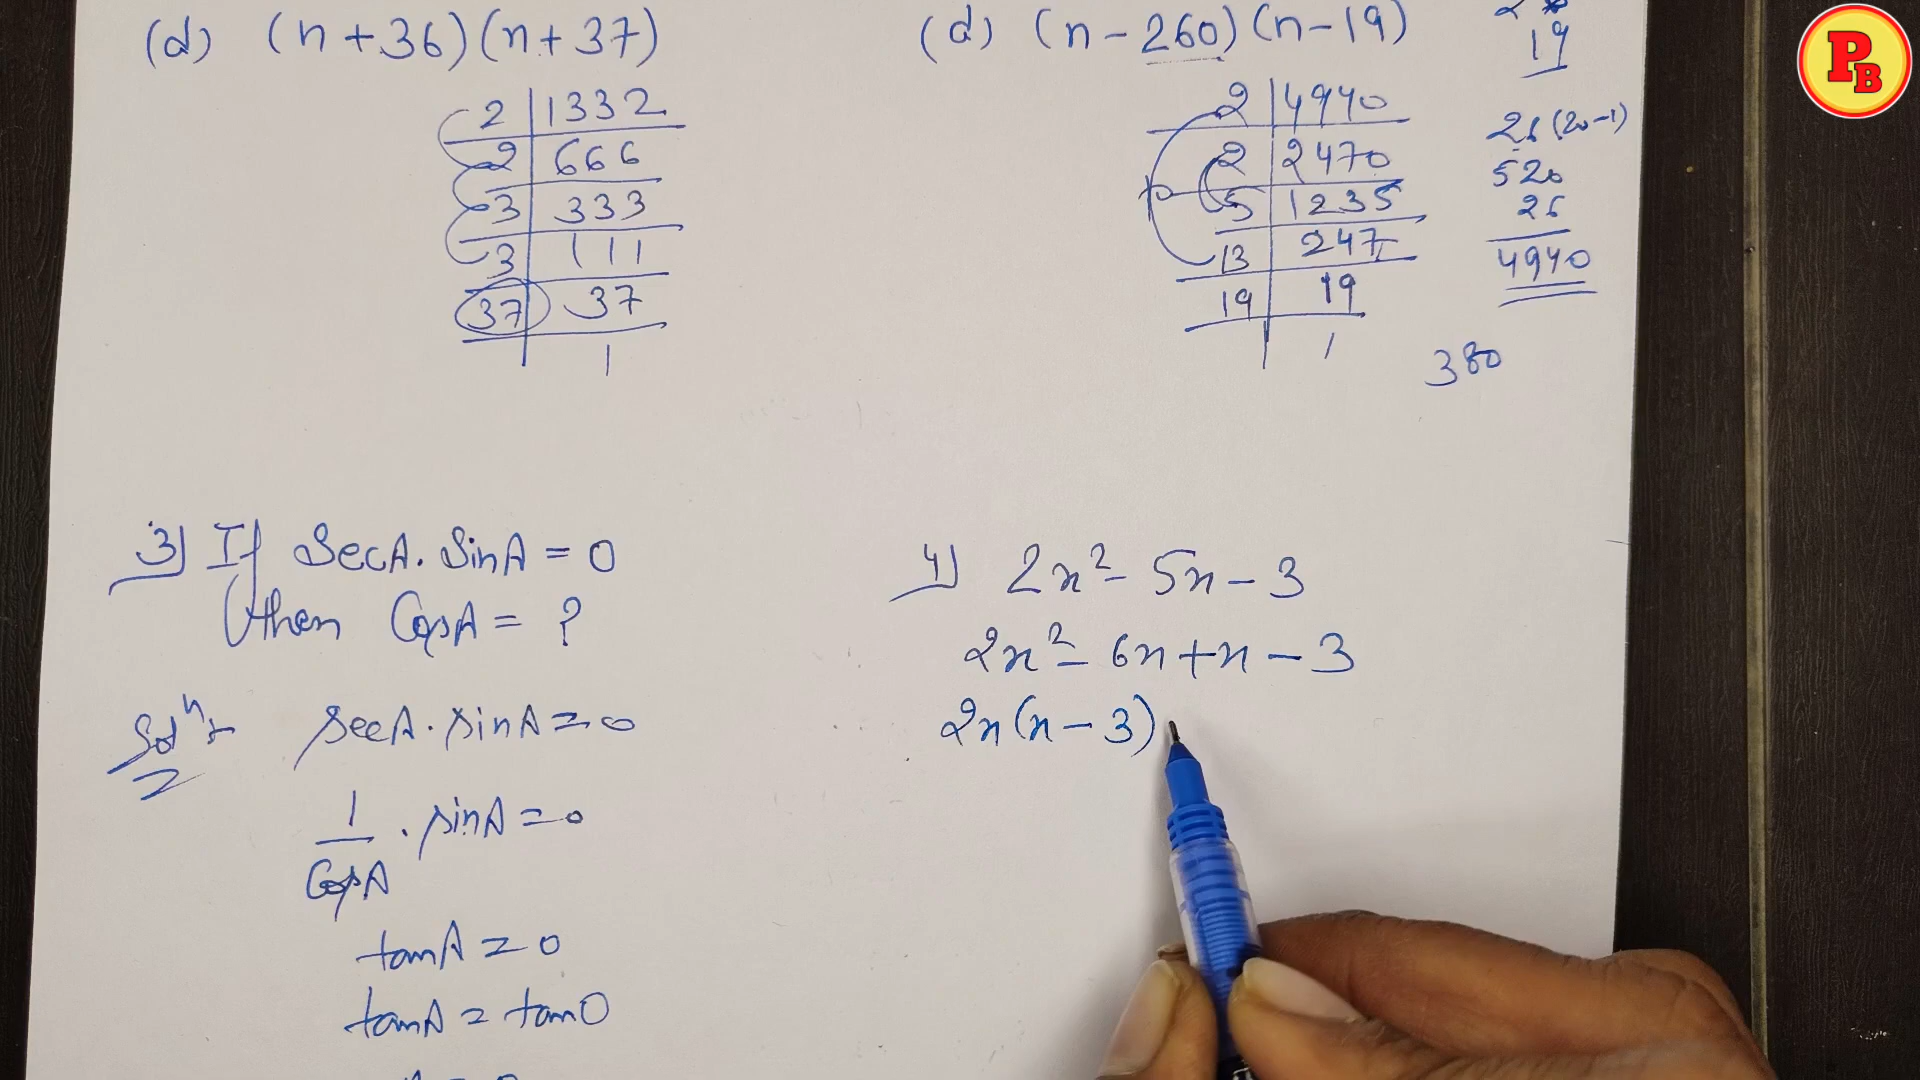 (d) (x+36)(x+37)
2 | 1332
2 | 666
3 | 333
3 | 111
37 | 37
1
(d) (x-260)(x-19)
2 | 4940
2 | 2470
5 | 1235
13 | 247
19 | 19
1
19
26 (20-1)
520
26
4940
380
3) If SecA. SinA = 0
then CosA = ?
Solⁿ:-
secA . sinA = 0
1/CosA . sinA = 0
tanA = 0
tanA = tan0
4) 2x² - 5x - 3
2x² - 6x + x - 3
2x(x - 3)
PB